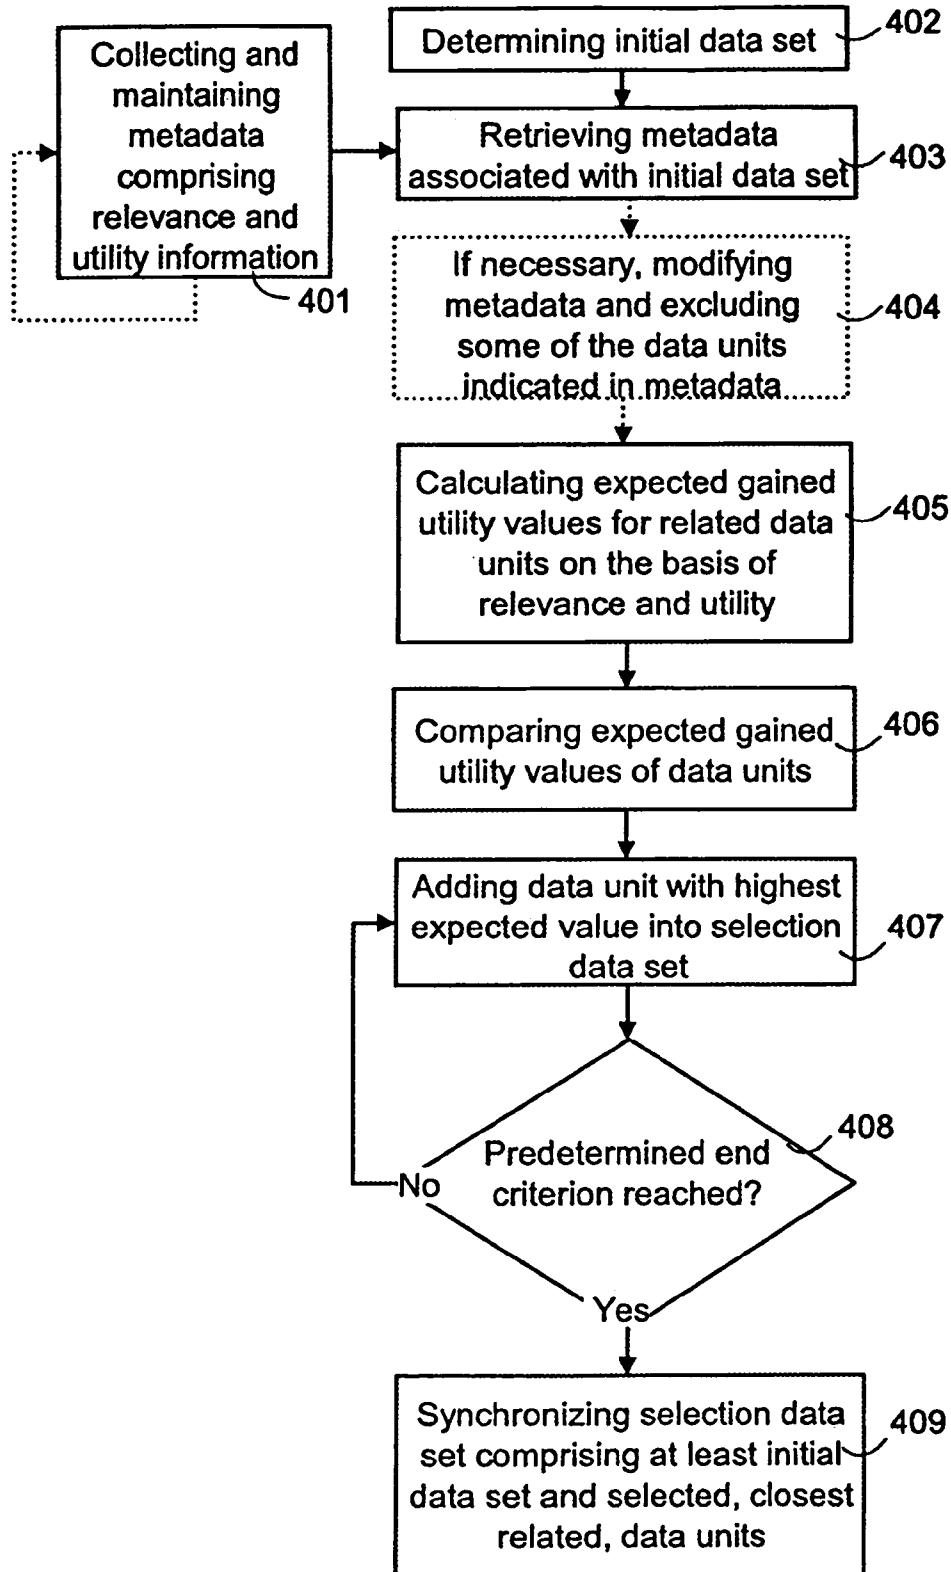 Collecting and
maintaining
metadata
comprising
relevance and
utility information
401
Determining initial data set
402
Retrieving metadata
associated with initial data set
403
If necessary, modifying
metadata and excluding
some of the data units
indicated in metadata
404
Calculating expected gained
utility values for related data
units on the basis of
relevance and utility
405
Comparing expected gained
utility values of data units
406
Adding data unit with highest
expected value into selection
data set
407
Predetermined end
criterion reached?
408
No
Yes
Synchronizing selection data
set comprising at least initial
data set and selected, closest
related, data units
409